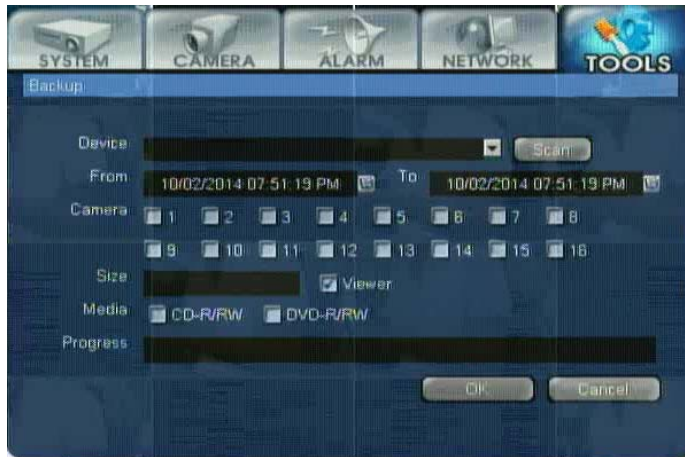 SYSTEM CAMERA ALARM NETWORK TOOLS
Backup
Device Scan
From 10/02/2014 07:51:19 PM To 10/02/2014 07:51:19 PM
Camera 1 2 3 4 5 6 7 8
9 10 11 12 13 14 15 16
Size Viewer
Media CD-R/RW DVD-R/RW
Progress
OK Cancel